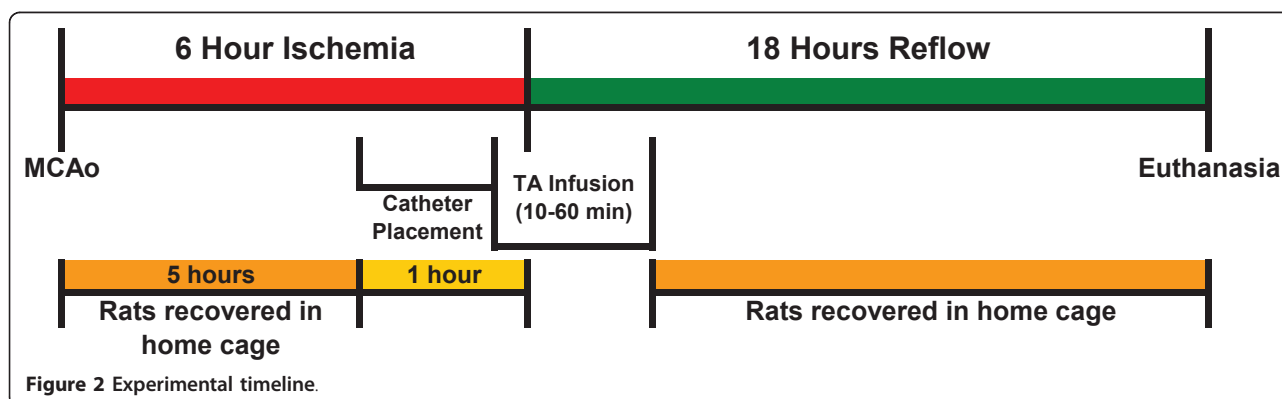 6 Hour Ischemia
18 Hours Reflow
MCAo
Euthanasia
TA Infusion
(10-60 min)
Catheter
Placement
5 hours
1 hour
Rats recovered in
home cage
Rats recovered in home cage
Figure 2 Experimental timeline.